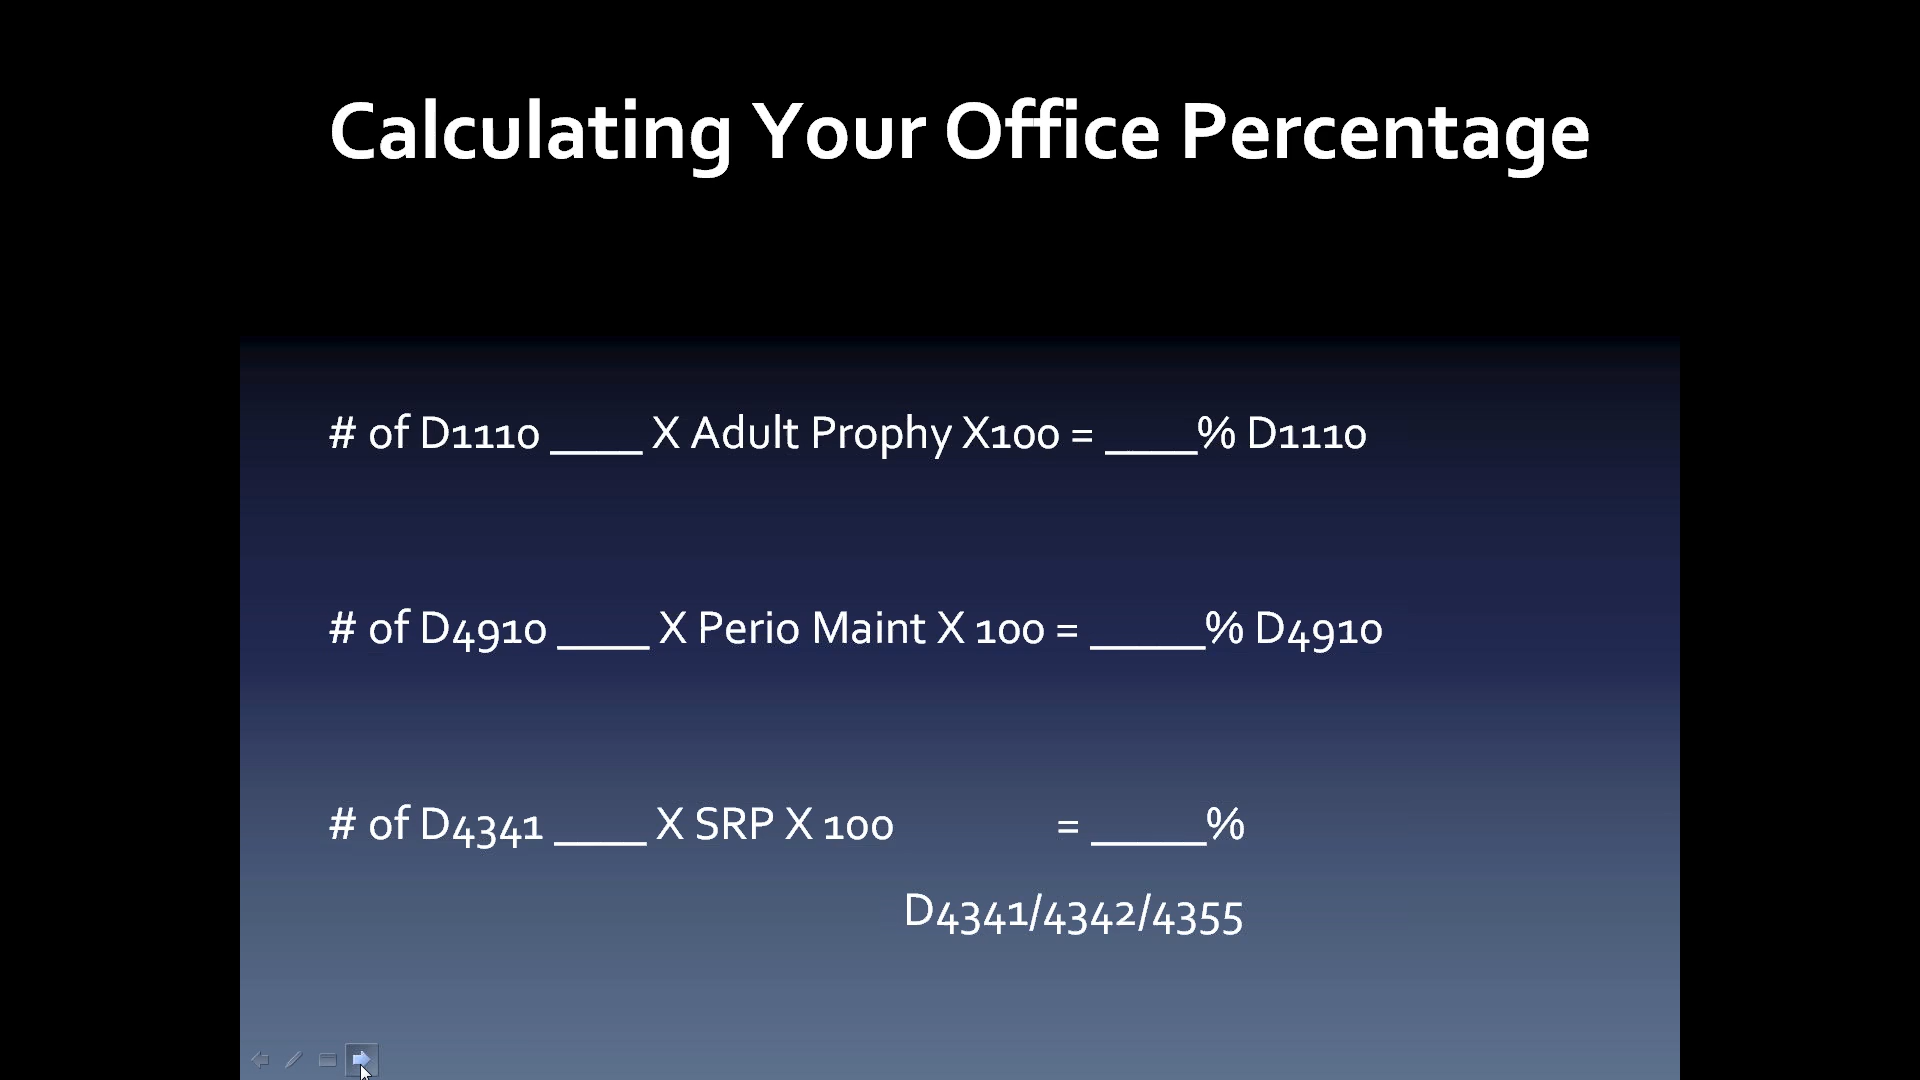 Calculating Your Office Percentage
# of D1110 ____ X Adult Prophy X100 = ____% D1110
# of D4910 ____ X Perio Maint X 100 = _____% D4910
# of D4341 ____ X SRP X 100 = _____%
D4341/4342/4355